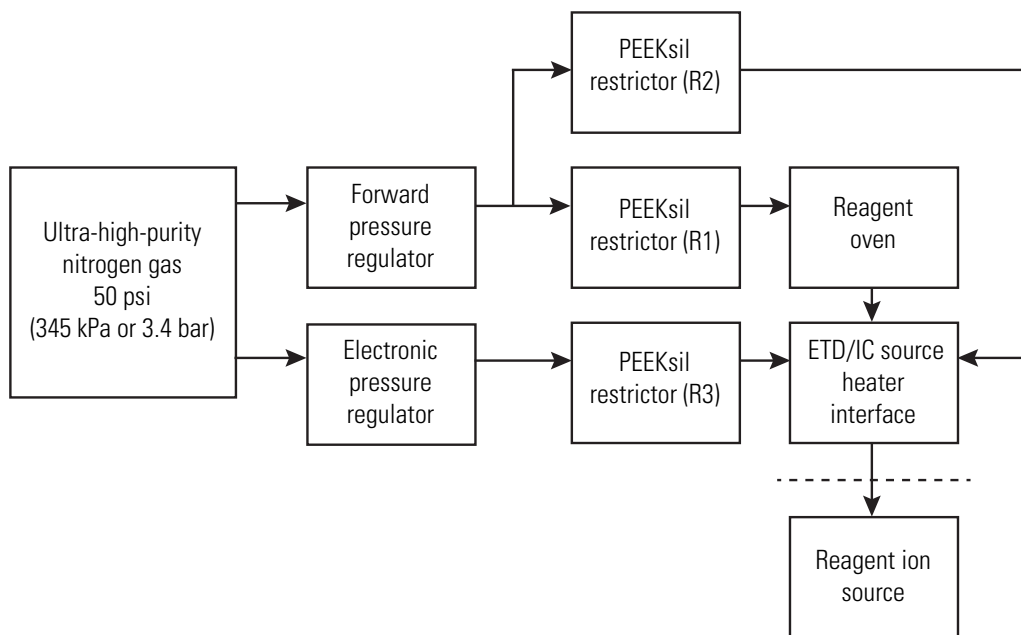 PEEKsil
restrictor (R2)
Ultra-high-purity
nitrogen gas
50 psi
(345 kPa or 3.4 bar)
Forward
pressure
regulator
PEEKsil
restrictor (R1)
Reagent
oven
Electronic
pressure
regulator
PEEKsil
restrictor (R3)
ETD/IC source
heater
interface
Reagent ion
source